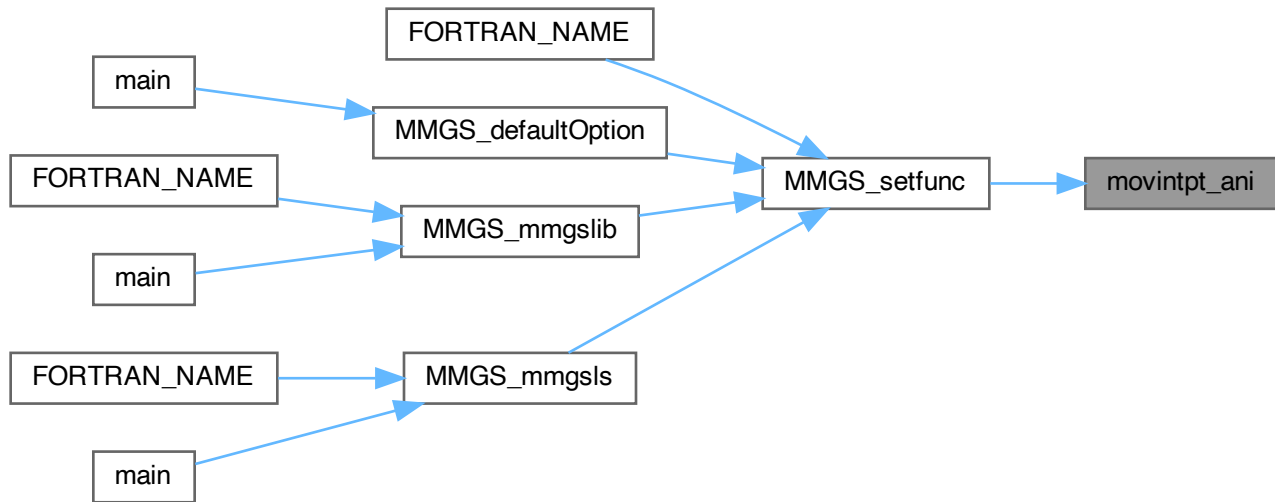 FORTRAN_NAME
main
MMGS_defaultOption
FORTRAN_NAME
MMGS_setfunc
movintpt_ani
MMGS_mmgslib
main
FORTRAN_NAME
MMGS_mmgsls
main